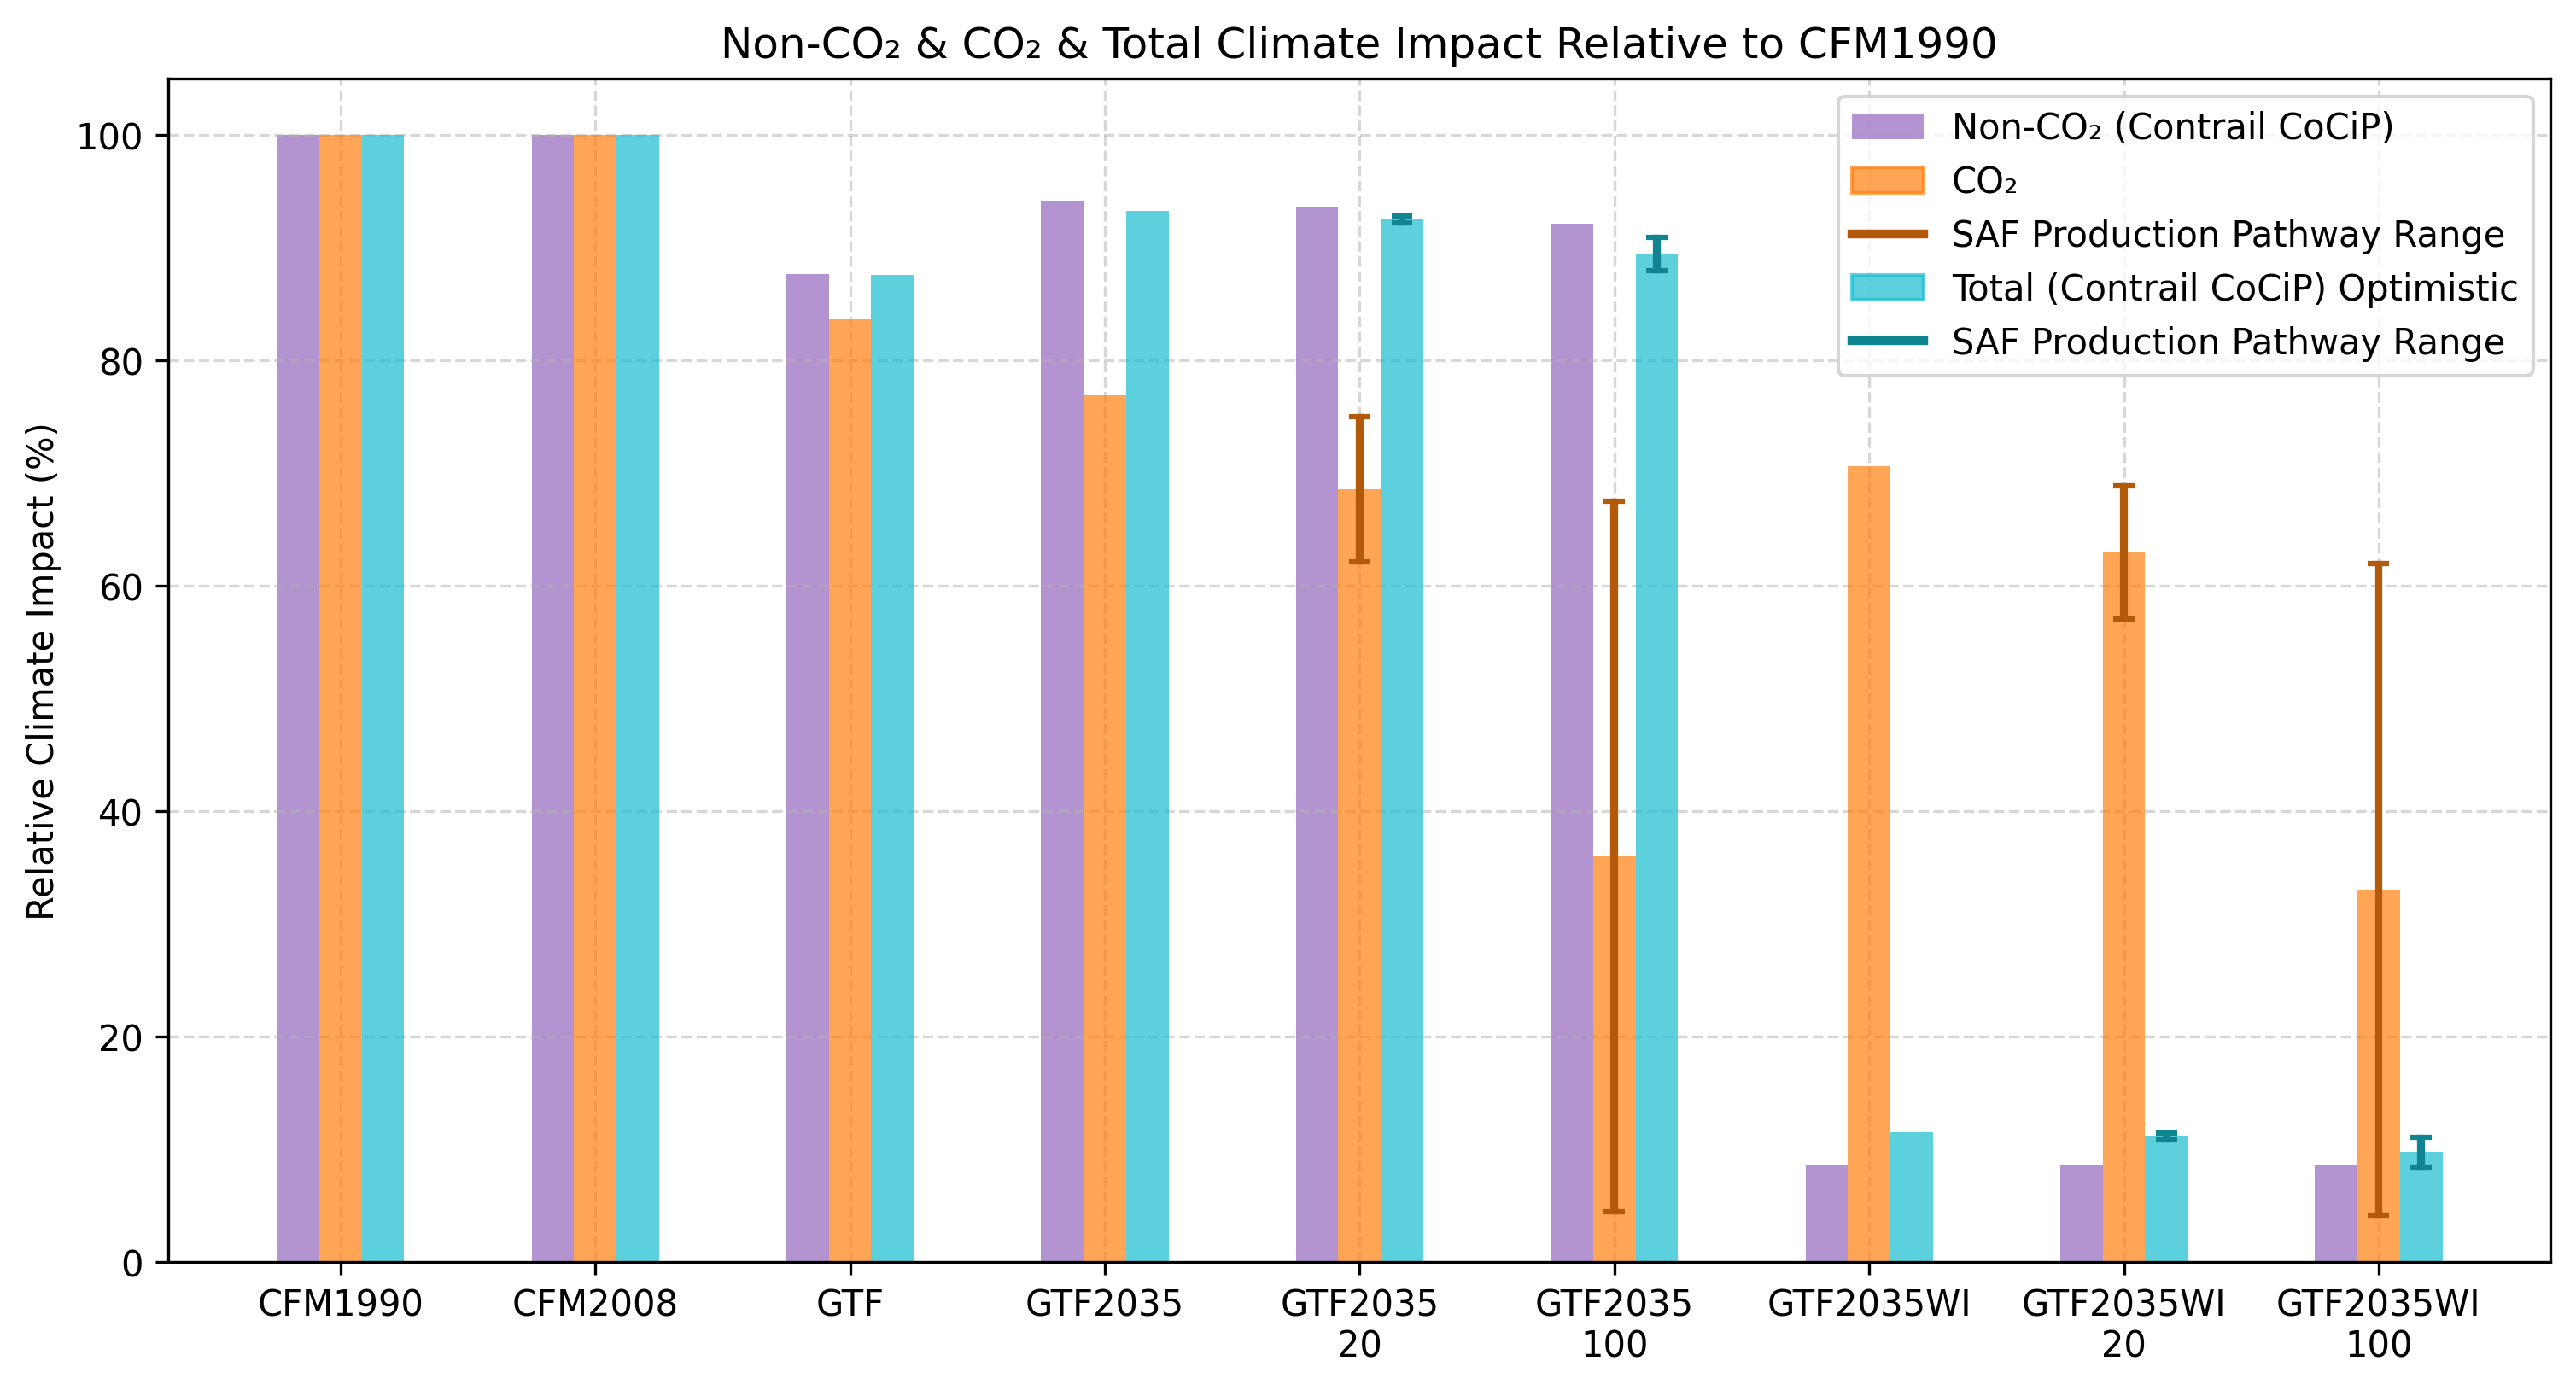 Non-CO₂ & CO₂ & Total Climate Impact Relative to CFM1990
Relative Climate Impact (%)
100
80
60
40
20
0
Non-CO₂ (Contrail CoCiP)
CO₂
SAF Production Pathway Range
Total (Contrail CoCiP) Optimistic
SAF Production Pathway Range
CFM1990
CFM2008
GTF
GTF2035
GTF2035
20
GTF2035
100
GTF2035WI
GTF2035WI
20
GTF2035WI
100